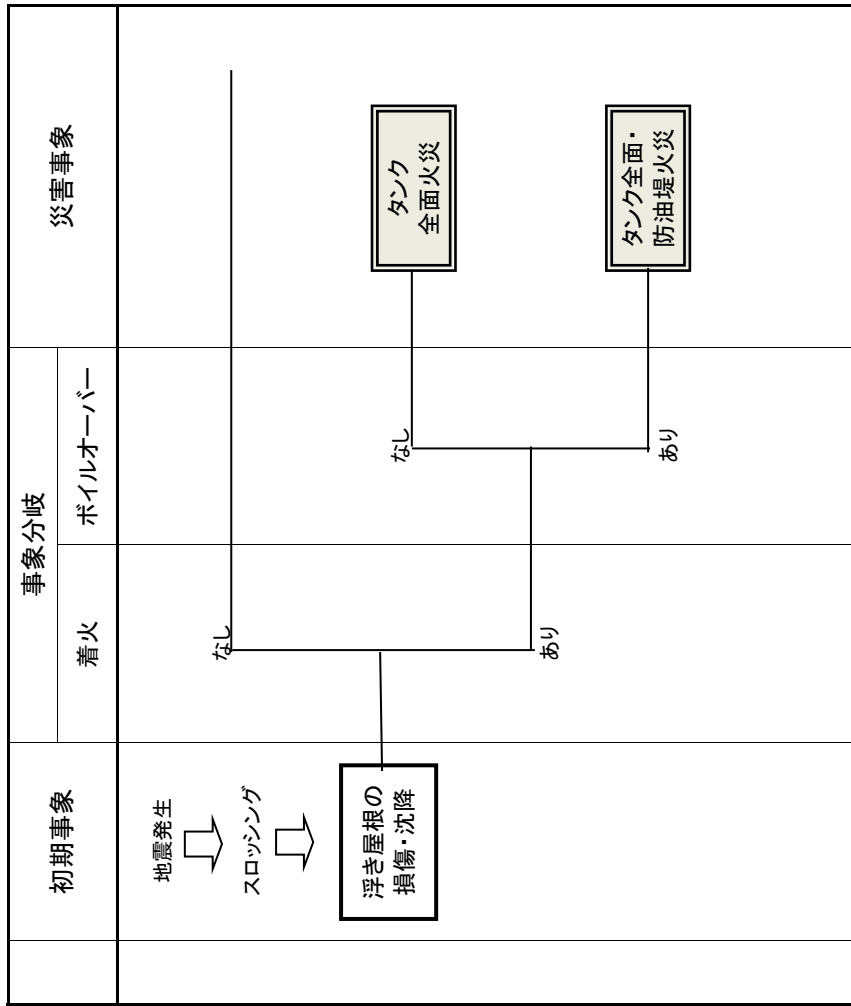 初期事象
事象分岐
着火
ボイルオーバー
災害事象
地震発生
スロッシング
浮き屋根の
損傷・沈降
なし
あり
なし
あり
タンク
全面火災
タンク全面・
防油堤火災